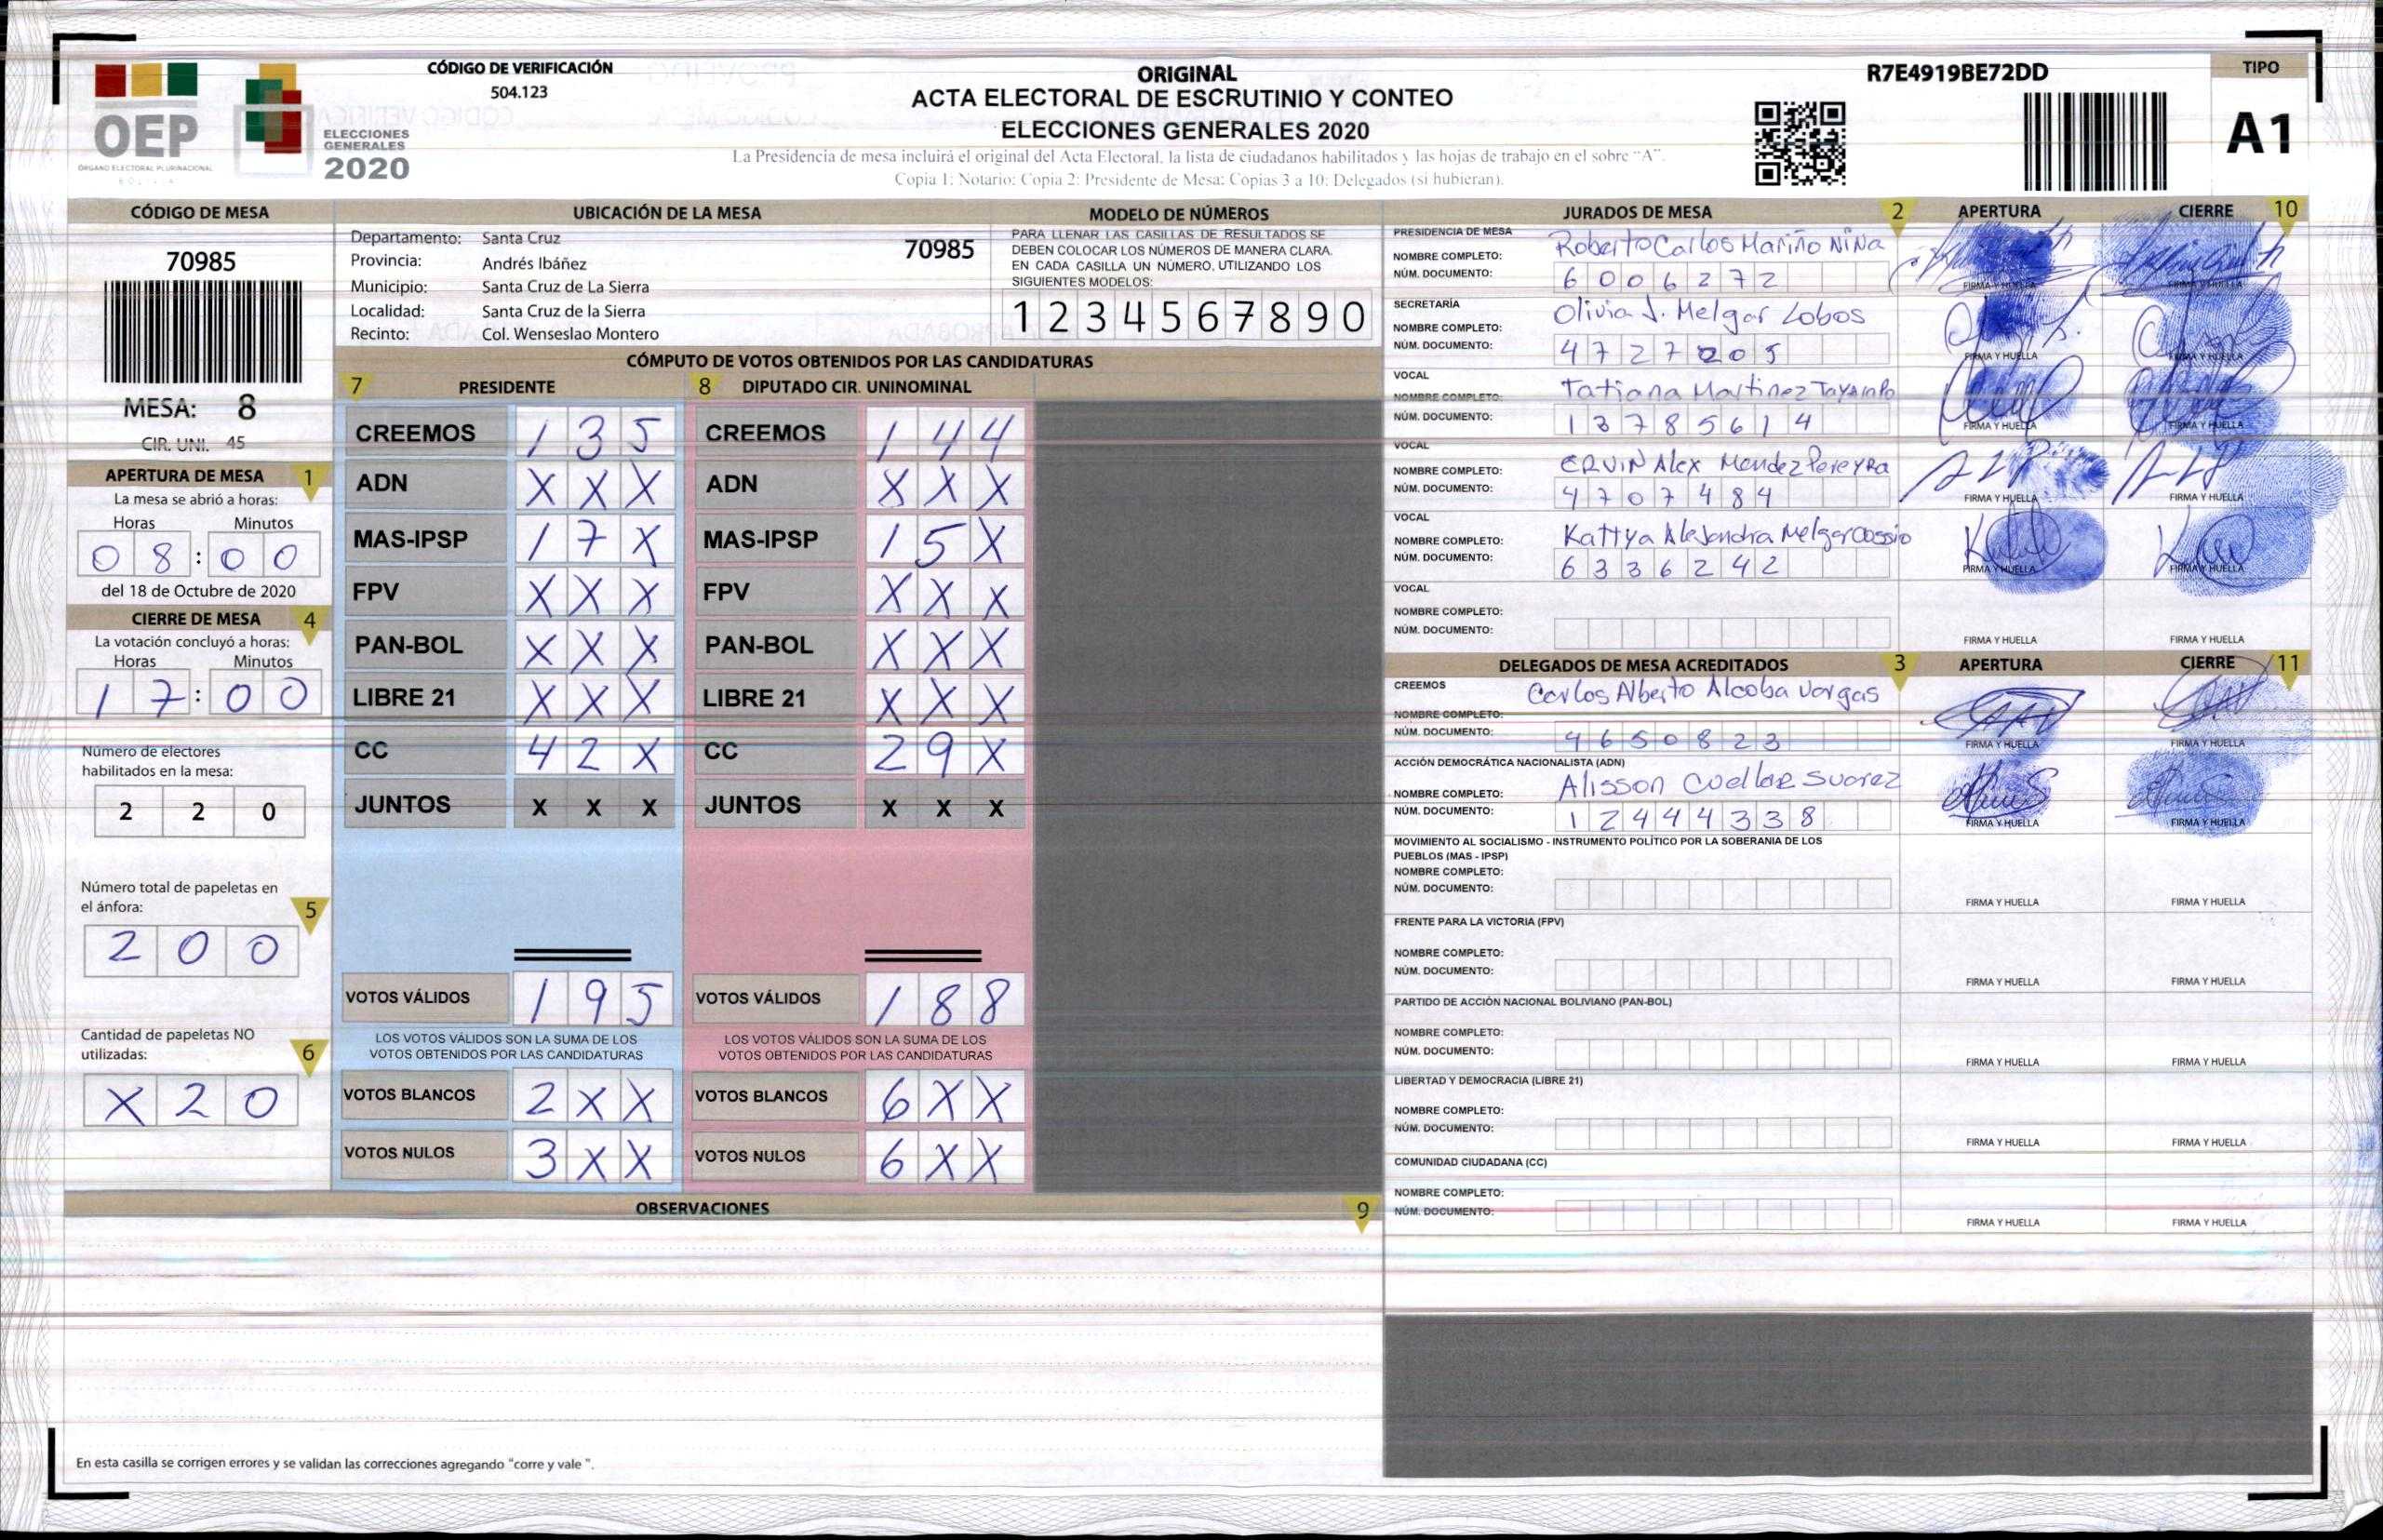 CÓDIGO DE VERIFICACIÓN
504.123
ORIGINAL
ACTA ELECTORAL DE ESCRUTINIO Y CONTEO
ELECCIONES GENERALES 2020
La Presidencia de mesa incluirá el original del Acta Electoral, la lista de ciudadanos habilitados y las hojas de trabajo en el sobre "A".
Copia 1: Notario; Copia 2: Presidente de Mesa; Copias 3 a 10: Delegados (si hubieran).
R7E4919BE72DD
TIPO
A1
OEP
ÓRGANO ELECTORAL PLURINACIONAL
BOLIVIA
ELECCIONES
GENERALES
2020
CÓDIGO DE MESA
70985
MESA: 8
CIR. UNI. 45
APERTURA DE MESA 1
La mesa se abrió a horas:
Horas Minutos
08:00
del 18 de Octubre de 2020
CIERRE DE MESA 4
La votación concluyó a horas:
Horas Minutos
17:00
Número de electores
habilitados en la mesa:
2 2 0
Número total de papeletas en
el ánfora: 5
2 0 0
Cantidad de papeletas NO
utilizadas: 6
X 2 0
UBICACIÓN DE LA MESA
Departamento: Santa Cruz
Provincia: Andrés Ibáñez
Municipio: Santa Cruz de La Sierra
Localidad: Santa Cruz de la Sierra
Recinto: Col. Wenseslao Montero
70985
MODELO DE NÚMEROS
PARA LLENAR LAS CASILLAS DE RESULTADOS SE
DEBEN COLOCAR LOS NÚMEROS DE MANERA CLARA,
EN CADA CASILLA UN NÚMERO, UTILIZANDO LOS
SIGUIENTES MODELOS:
1 2 3 4 5 6 7 8 9 0
CÓMPUTO DE VOTOS OBTENIDOS POR LAS CANDIDATURAS
7 PRESIDENTE 8 DIPUTADO CIR. UNINOMINAL
CREEMOS 1 3 5 CREEMOS 1 4 4
ADN X X X ADN X X X
MAS-IPSP 1 7 X MAS-IPSP 1 5 X
FPV X X X FPV X X X
PAN-BOL X X X PAN-BOL X X X
LIBRE 21 X X X LIBRE 21 X X X
CC 4 2 X CC 2 9 X
JUNTOS X X X JUNTOS X X X
VOTOS VÁLIDOS 1 9 5 VOTOS VÁLIDOS 1 8 8
LOS VOTOS VÁLIDOS SON LA SUMA DE LOS LOS VOTOS VÁLIDOS SON LA SUMA DE LOS
VOTOS OBTENIDOS POR LAS CANDIDATURAS VOTOS OBTENIDOS POR LAS CANDIDATURAS
VOTOS BLANCOS 2 X X VOTOS BLANCOS 6 X X
VOTOS NULOS 3 X X VOTOS NULOS 6 X X
OBSERVACIONES 9
En esta casilla se corrigen errores y se validan las correcciones agregando "corre y vale ".
JURADOS DE MESA 2 APERTURA CIERRE 10
PRESIDENCIA DE MESA
NOMBRE COMPLETO: Roberto Carlos Mariño Nina
NÚM. DOCUMENTO: 6006272
FIRMA Y HUELLA FIRMA Y HUELLA
SECRETARÍA
NOMBRE COMPLETO: Olivia J. Melgar Lobos
NÚM. DOCUMENTO: 4727205
FIRMA Y HUELLA FIRMA Y HUELLA
VOCAL
NOMBRE COMPLETO: Tatiana Martinez
NÚM. DOCUMENTO: 13785614
FIRMA Y HUELLA FIRMA Y HUELLA
VOCAL
NOMBRE COMPLETO: ERVIN Alex Mendez Pereyra
NÚM. DOCUMENTO: 4707484
FIRMA Y HUELLA FIRMA Y HUELLA
VOCAL
NOMBRE COMPLETO: Kattya Alejandra Melgar Cossio
NÚM. DOCUMENTO: 6336242
FIRMA Y HUELLA FIRMA Y HUELLA
VOCAL
NOMBRE COMPLETO:
NÚM. DOCUMENTO:
FIRMA Y HUELLA FIRMA Y HUELLA
DELEGADOS DE MESA ACREDITADOS 3 APERTURA CIERRE 11
CREEMOS
NOMBRE COMPLETO: Carlos Alberto Alcoba Vargas
NÚM. DOCUMENTO: 4650823
FIRMA Y HUELLA FIRMA Y HUELLA
ACCIÓN DEMOCRÁTICA NACIONALISTA (ADN)
NOMBRE COMPLETO: Alisson Cuellar Suarez
NÚM. DOCUMENTO: 12444338
FIRMA Y HUELLA FIRMA Y HUELLA
MOVIMIENTO AL SOCIALISMO - INSTRUMENTO POLÍTICO POR LA SOBERANIA DE LOS
PUEBLOS (MAS - IPSP)
NOMBRE COMPLETO:
NÚM. DOCUMENTO:
FIRMA Y HUELLA FIRMA Y HUELLA
FRENTE PARA LA VICTORIA (FPV)
NOMBRE COMPLETO:
NÚM. DOCUMENTO:
FIRMA Y HUELLA FIRMA Y HUELLA
PARTIDO DE ACCIÓN NACIONAL BOLIVIANO (PAN-BOL)
NOMBRE COMPLETO:
NÚM. DOCUMENTO:
FIRMA Y HUELLA FIRMA Y HUELLA
LIBERTAD Y DEMOCRACIA (LIBRE 21)
NOMBRE COMPLETO:
NÚM. DOCUMENTO:
FIRMA Y HUELLA FIRMA Y HUELLA
COMUNIDAD CIUDADANA (CC)
NOMBRE COMPLETO:
NÚM. DOCUMENTO:
FIRMA Y HUELLA FIRMA Y HUELLA